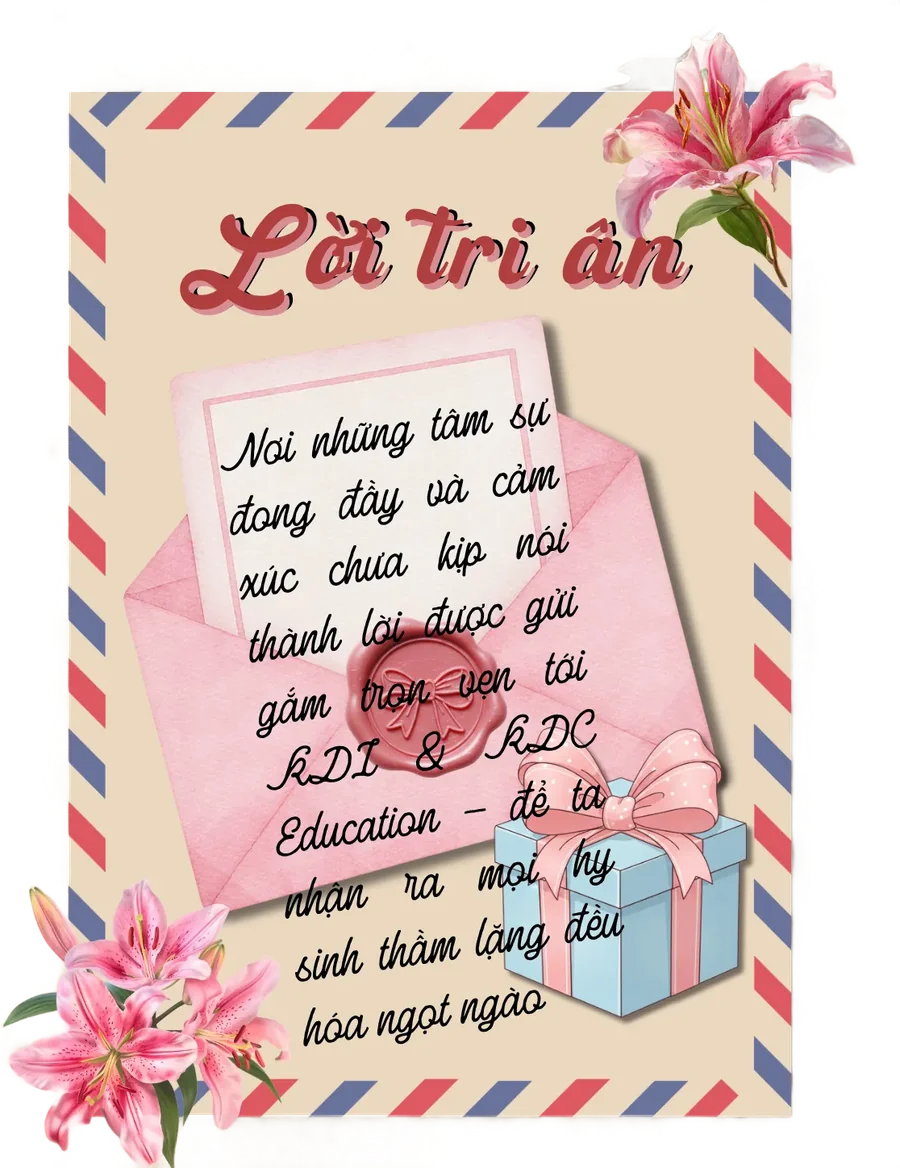 Lời tri ân
Nơi những tâm sự
đong đầy và cảm
xúc chưa kịp nói
thành lời được gửi
gắm trọn vẹn tới
KDI & KDC
Education – để ta
nhận ra mọi hy
sinh thầm lặng đều
hóa ngọt ngào